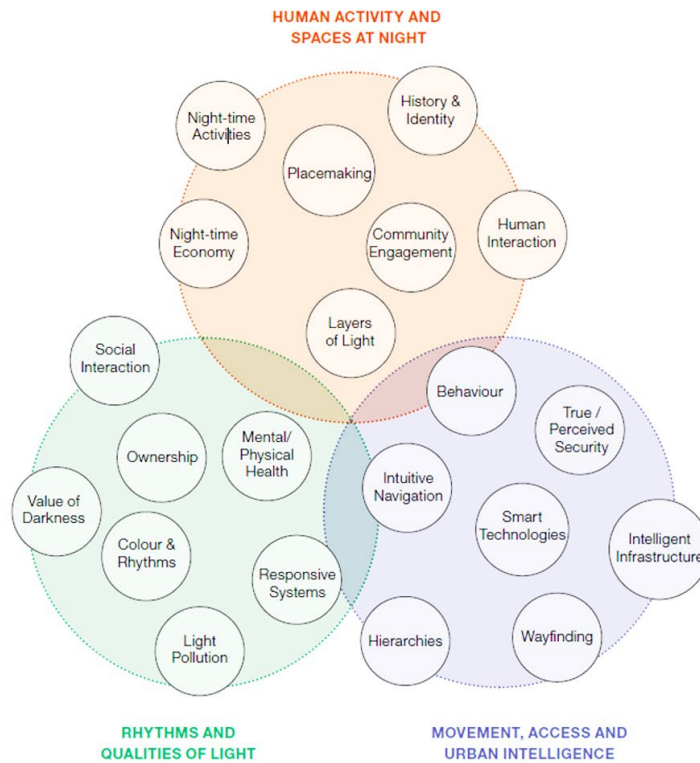 HUMAN ACTIVITY AND
SPACES AT NIGHT
Night-time
Activities
History &
Identity
Placemaking
Night-time
Economy
Community
Engagement
Human
Interaction
Layers
of Light
Social
Interaction
Behaviour
True /
Perceived
Security
Ownership
Mental/
Physical
Health
Intuitive
Navigation
Value of
Darkness
Colour &
Rhythms
Smart
Technologies
Intelligent
Infrastructure
Responsive
Systems
Light
Pollution
Hierarchies
Wayfinding
RHYTHMS AND
QUALITIES OF LIGHT
MOVEMENT, ACCESS AND
URBAN INTELLIGENCE